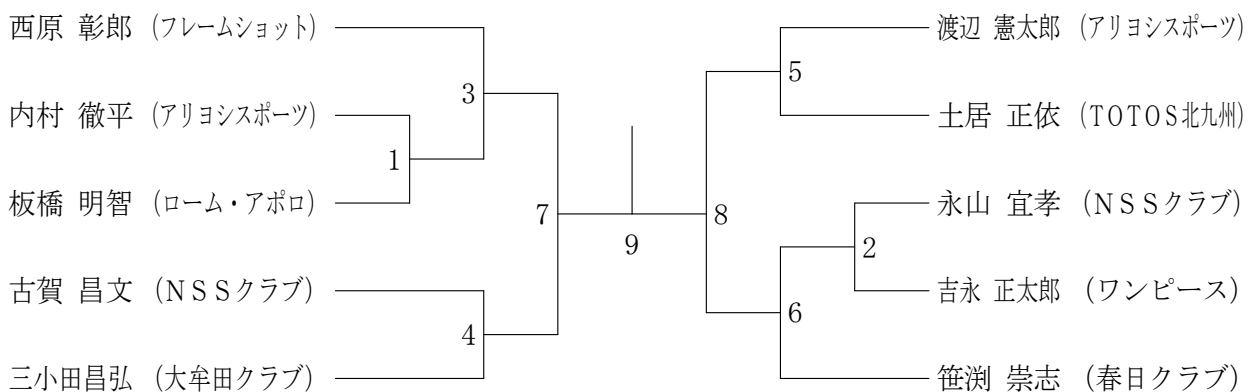 西原 彰郎 (フレームショット)
内村 徹平 (アリヨシスポーツ)
板橋 明智 (ローム・アポロ)
古賀 昌文 (ＮＳＳクラブ)
三小田昌弘 (大牟田クラブ)
3
1
7
4
9
8
5
2
6
渡辺 憲太郎 (アリヨシスポーツ)
土居 正依 (ＴＯＴＯＳ北九州)
永山 宜孝 (ＮＳＳクラブ)
吉永 正太郎 (ワンピース)
笹渕 崇志 (春日クラブ)